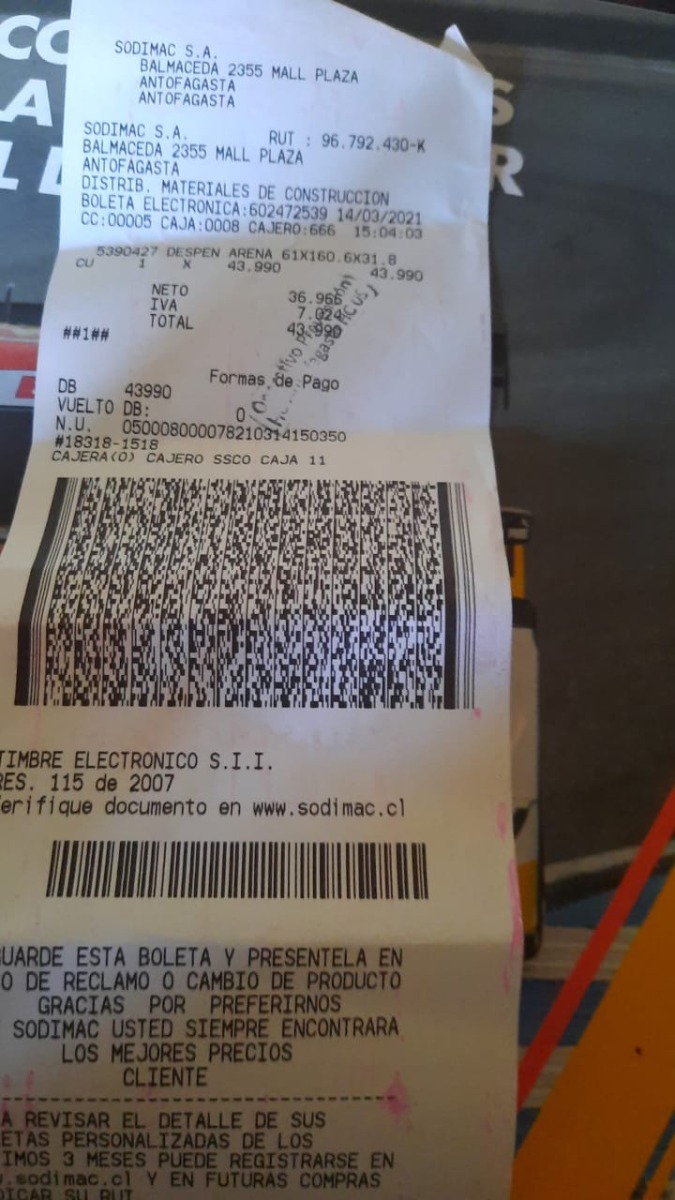 SODIMAC S.A.
BALMACEDA 2355 MALL PLAZA
ANTOFAGASTA
ANTOFAGASTA
SODIMAC S.A. RUT : 96.792.430-K
BALMACEDA 2355 MALL PLAZA
ANTOFAGASTA
DISTRIB. MATERIALES DE CONSTRUCCION
BOLETA ELECTRONICA:602472539 14/03/2021
CC:00005 CAJA:0008 CAJERO:666 15:04:03
5390427 DESPEN ARENA 61X160.6X31.8
CU 1 X 43.990 43.990
NETO 36.966
IVA 7.024
TOTAL 43.990
##1##
Formas de Pago
DB 43990
VUELTO DB: 0
N.U. 050008000078210314150350
#18318-1518
CAJERA(O) CAJERO SSCO CAJA 11
TIMBRE ELECTRONICO S.I.I.
RES. 115 de 2007
erifique documento en www.sodimac.cl
UARDE ESTA BOLETA Y PRESENTELA EN
O DE RECLAMO O CAMBIO DE PRODUCTO
GRACIAS POR PREFERIRNOS
SODIMAC USTED SIEMPRE ENCONTRARA
LOS MEJORES PRECIOS
CLIENTE
A REVISAR EL DETALLE DE SUS
ETAS PERSONALIZADAS DE LOS
IMOS 3 MESES PUEDE REGISTRARSE EN
.sodimac.cl Y EN FUTURAS COMPRAS
DICAR SU RUT